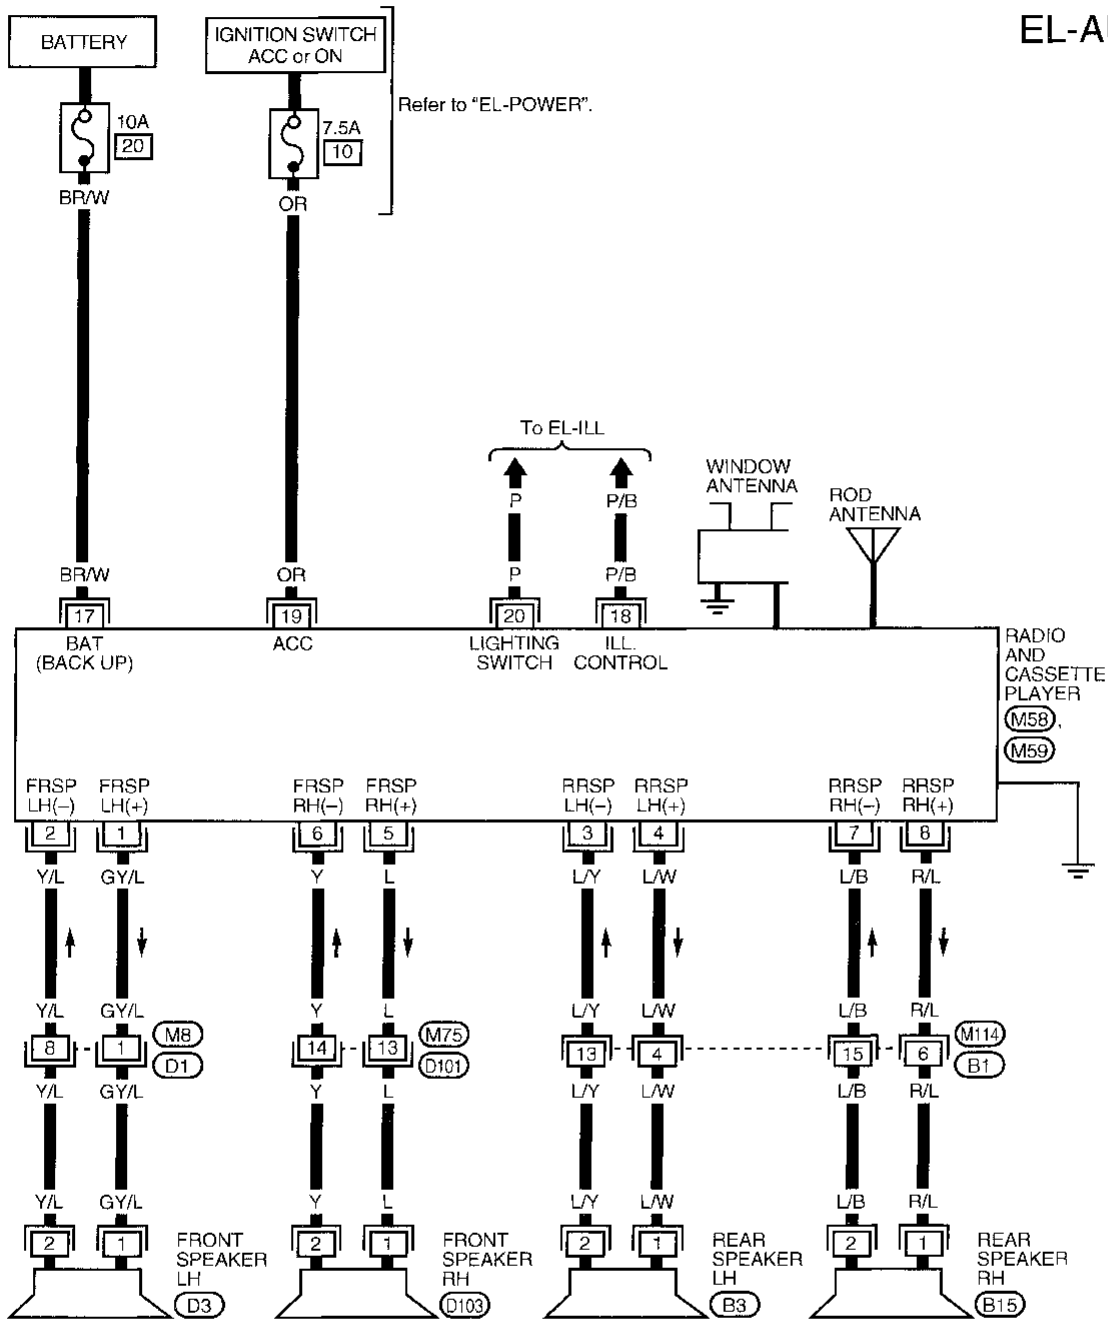 EL-AU
BATTERY
IGNITION SWITCH
ACC or ON
Refer to "EL-POWER".
10A
20
7.5A
10
BR/W
OR
To EL-ILL
WINDOW
ANTENNA
ROD
ANTENNA
P P/B
BR/W OR P P/B
17 19 20 18
BAT
(BACK UP)
ACC
LIGHTING
SWITCH
ILL.
CONTROL
RADIO
AND
CASSETTE
PLAYER
M58,
M59
FRSP
LH(−)
FRSP
LH(+)
FRSP
RH(−)
FRSP
RH(+)
RRSP
LH(−)
RRSP
LH(+)
RRSP
RH(−)
RRSP
RH(+)
2 1 6 5 3 4 7 8
Y/L GY/L Y L L/Y L/W L/B R/L
Y/L GY/L Y L L/Y L/W L/B R/L
8 1 M8 D1
14 13 M75 D101
13 4 15 6 M114 B1
Y/L GY/L Y L L/Y L/W L/B R/L
Y/L GY/L Y L L/Y L/W L/B R/L
2 1 2 1 2 1 2 1
FRONT
SPEAKER
LH
D3
FRONT
SPEAKER
RH
D103
REAR
SPEAKER
LH
B3
REAR
SPEAKER
RH
B15